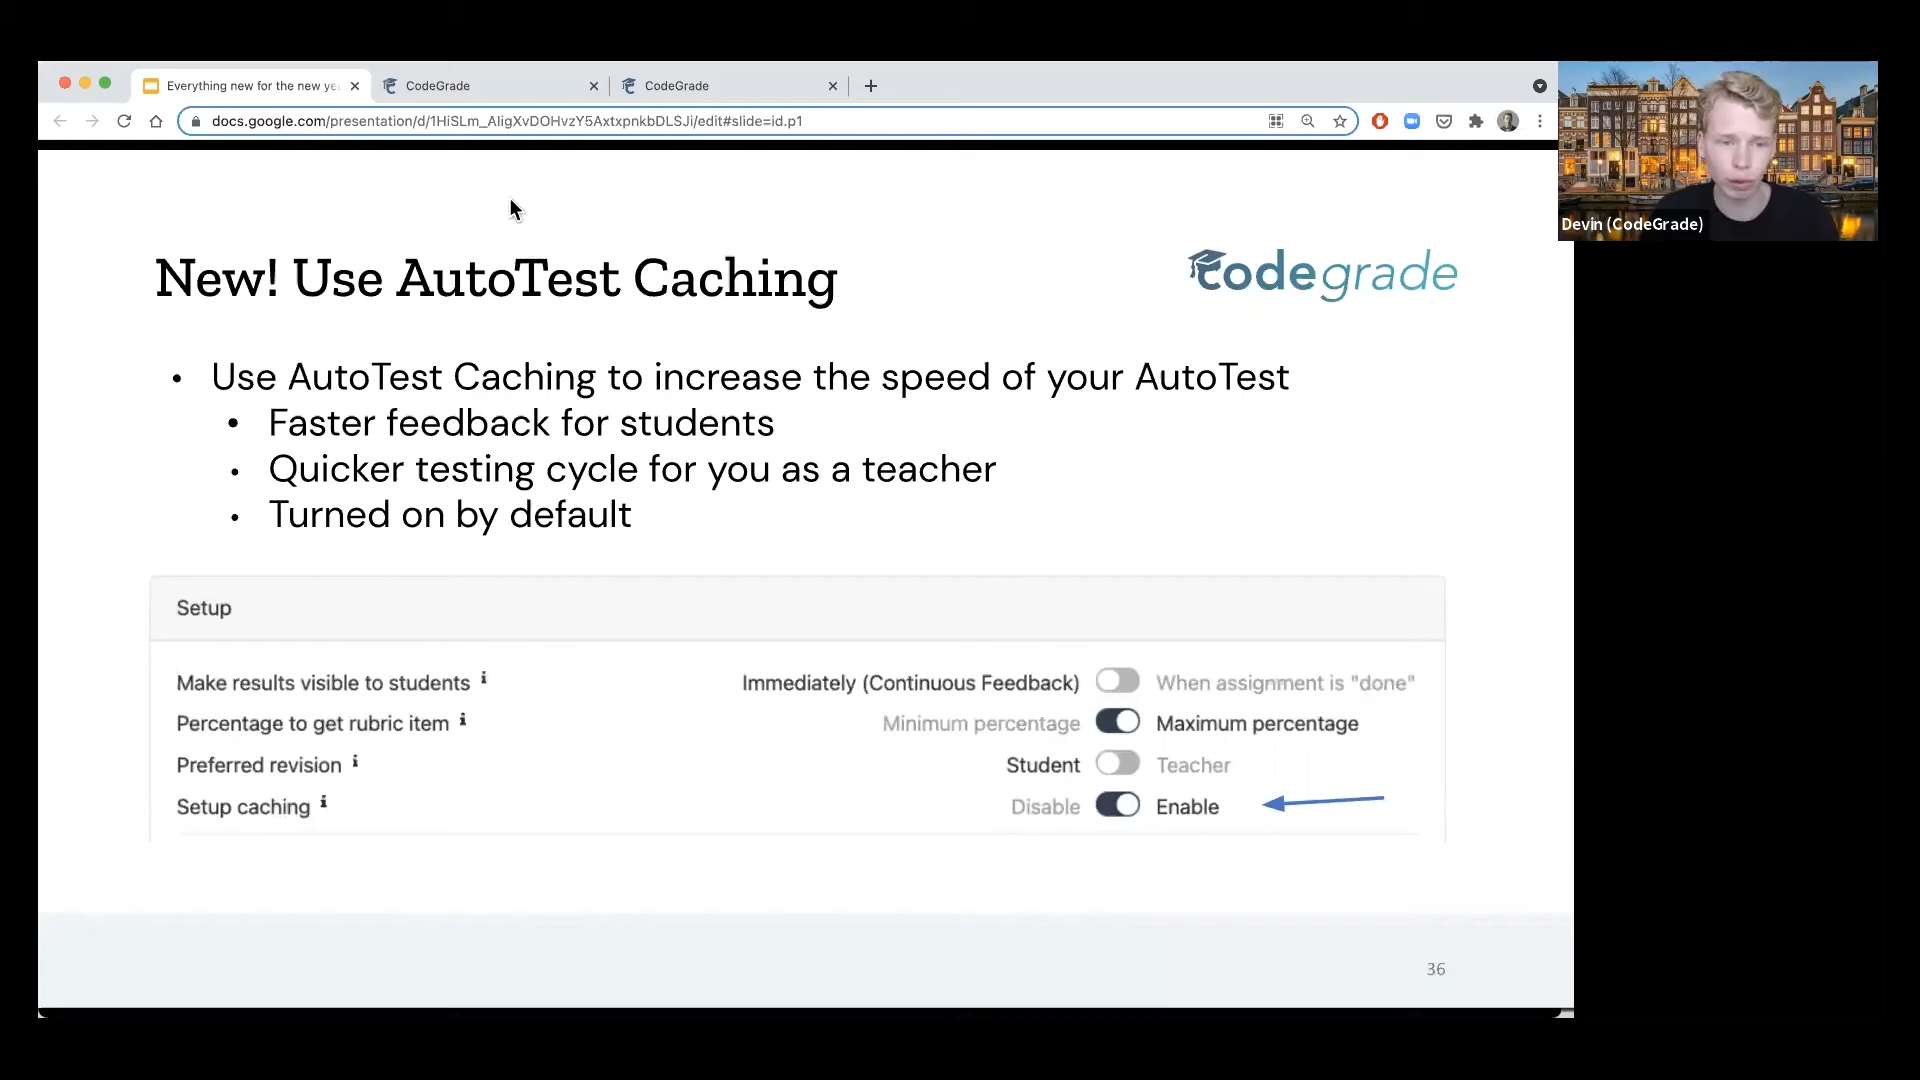 Everything new for the new ye
CodeGrade
CodeGrade
docs.google.com/presentation/d/1HiSLm_AligXvDOHvzY5AxtxpnkbDLSJi/edit#slide=id.p1
Devin (CodeGrade)
New! Use AutoTest Caching
codegrade
• Use AutoTest Caching to increase the speed of your AutoTest
• Faster feedback for students
• Quicker testing cycle for you as a teacher
• Turned on by default
Setup
Make results visible to students i Immediately (Continuous Feedback) When assignment is "done"
Percentage to get rubric item i Minimum percentage Maximum percentage
Preferred revision i Student Teacher
Setup caching i Disable Enable
36